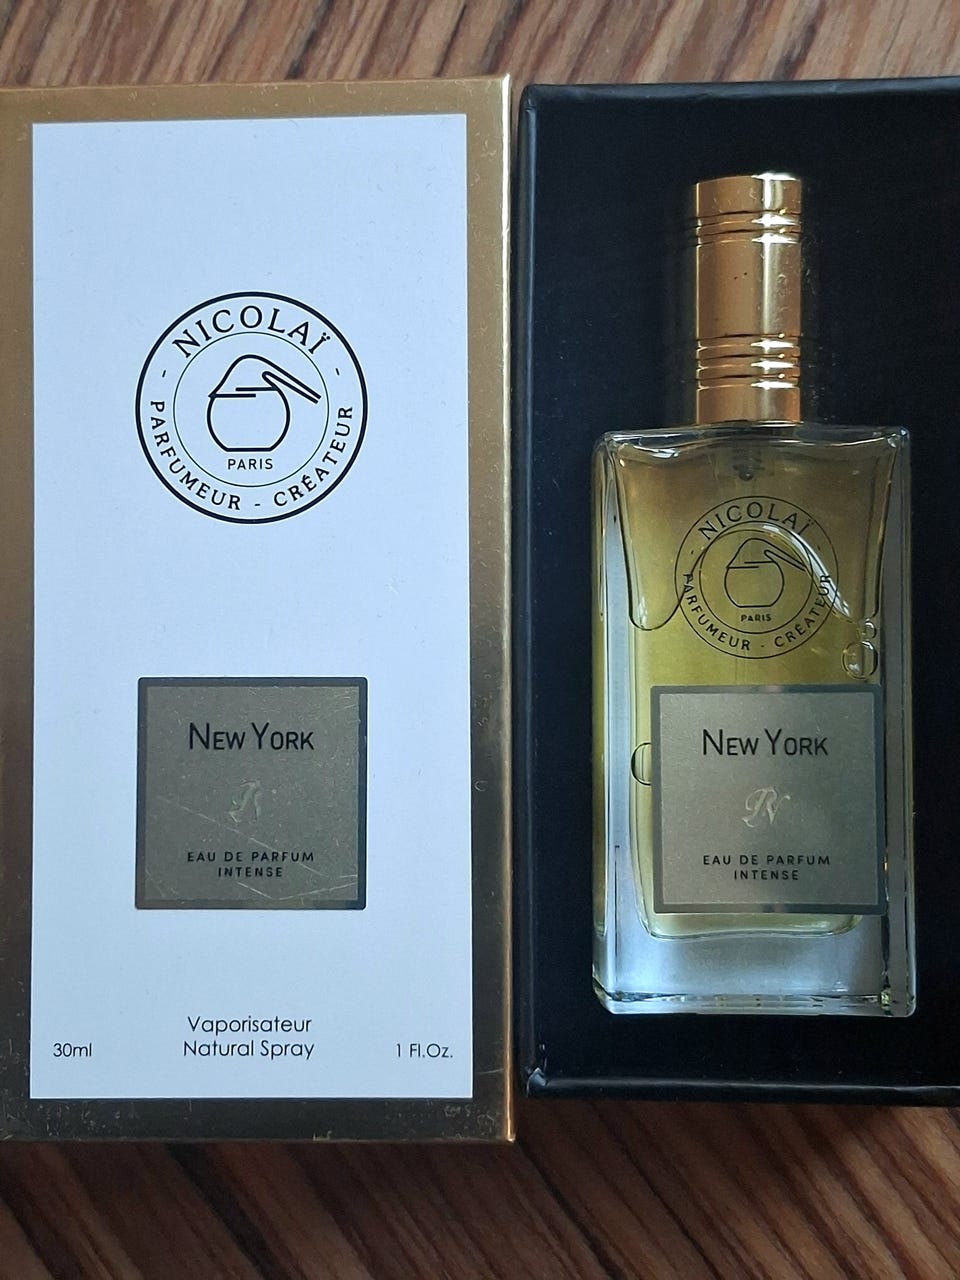 NICOLAÏ
PARIS
- PARFUMEUR - CRÉATEUR -
NEW YORK
EAU DE PARFUM
INTENSE
Vaporisateur
30ml Natural Spray 1 Fl.Oz.
NICOLAÏ
PARIS
- PARFUMEUR - CRÉATEUR -
NEW YORK
PN
EAU DE PARFUM
INTENSE